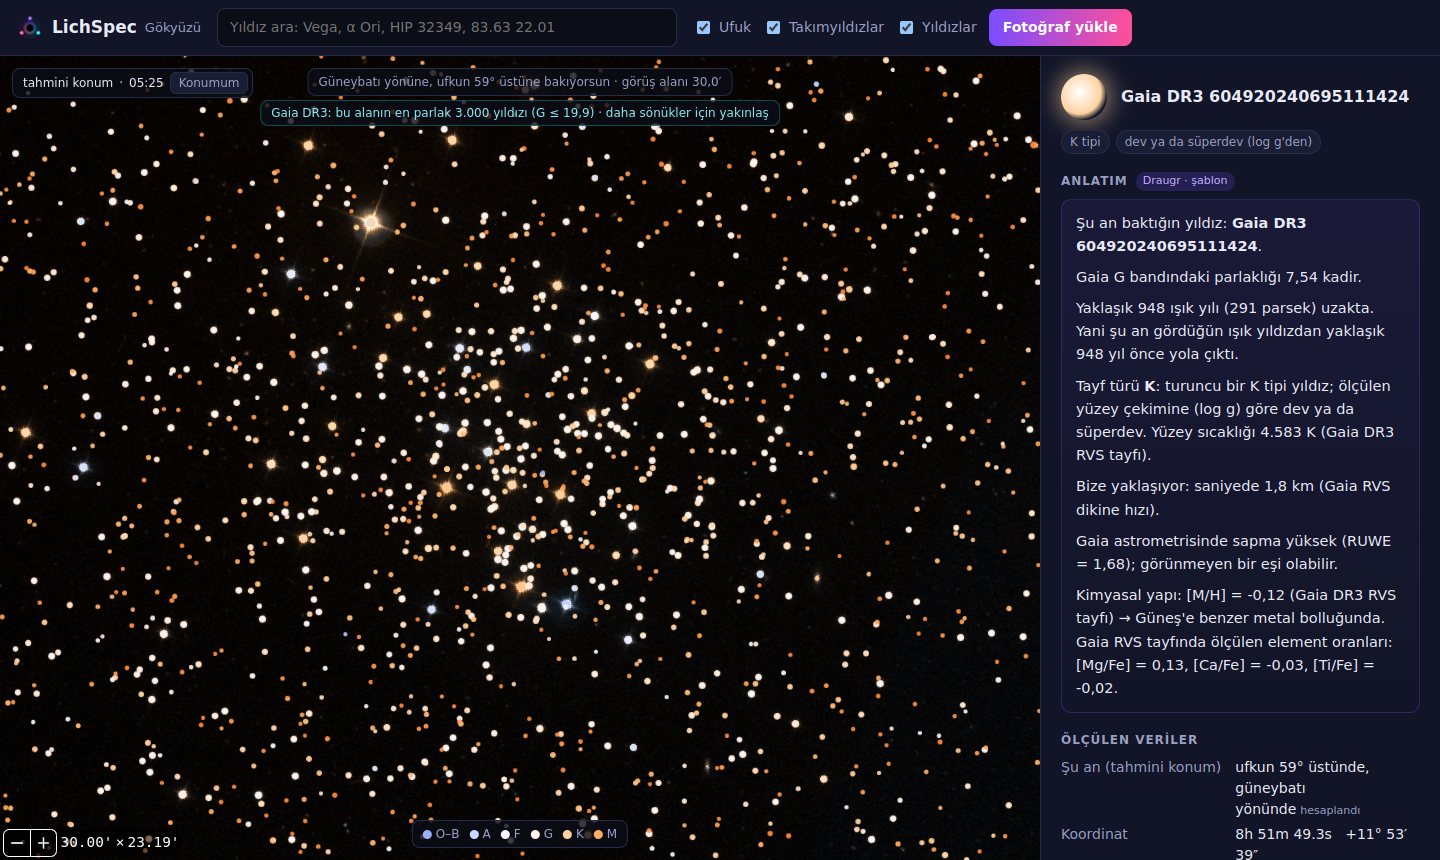 LichSpec Gökyüzü
Yıldız ara: Vega, α Ori, HIP 32349, 83.63 22.01
Ufuk
Takımyıldızlar
Yıldızlar
Fotoğraf yükle
tahmini konum · 05:25 Konumum
Güneybatı yönüne, ufkun 59° üstüne bakıyorsun · görüş alanı 30,0′
Gaia DR3: bu alanın en parlak 3.000 yıldızı (G ≤ 19,9) · daha sönükler için yakınlaş
O–B A F G K M
− + 30.00' × 23.19'
Gaia DR3 604920240695111424
K tipi
dev ya da süperdev (log g'den)
ANLATIM Draugr · şablon
Şu an baktığın yıldız: Gaia DR3
604920240695111424.
Gaia G bandındaki parlaklığı 7,54 kadir.
Yaklaşık 948 ışık yılı (291 parsek) uzakta.
Yani şu an gördüğün ışık yıldızdan yaklaşık
948 yıl önce yola çıktı.
Tayf türü K: turuncu bir K tipi yıldız; ölçülen
yüzey çekimine (log g) göre dev ya da
süperdev. Yüzey sıcaklığı 4.583 K (Gaia DR3
RVS tayfı).
Bize yaklaşıyor: saniyede 1,8 km (Gaia RVS
dikine hızı).
Gaia astrometrisinde sapma yüksek (RUWE
= 1,68); görünmeyen bir eşi olabilir.
Kimyasal yapı: [M/H] = -0,12 (Gaia DR3 RVS
tayfı) → Güneş'e benzer metal bolluğunda.
Gaia RVS tayfında ölçülen element oranları:
[Mg/Fe] = 0,13, [Ca/Fe] = -0,03, [Ti/Fe] =
-0,02.
ÖLÇÜLEN VERİLER
Şu an (tahmini konum) ufkun 59° üstünde,
güneybatı
yönünde hesaplandı
Koordinat 8h 51m 49.3s +11° 53′
39″